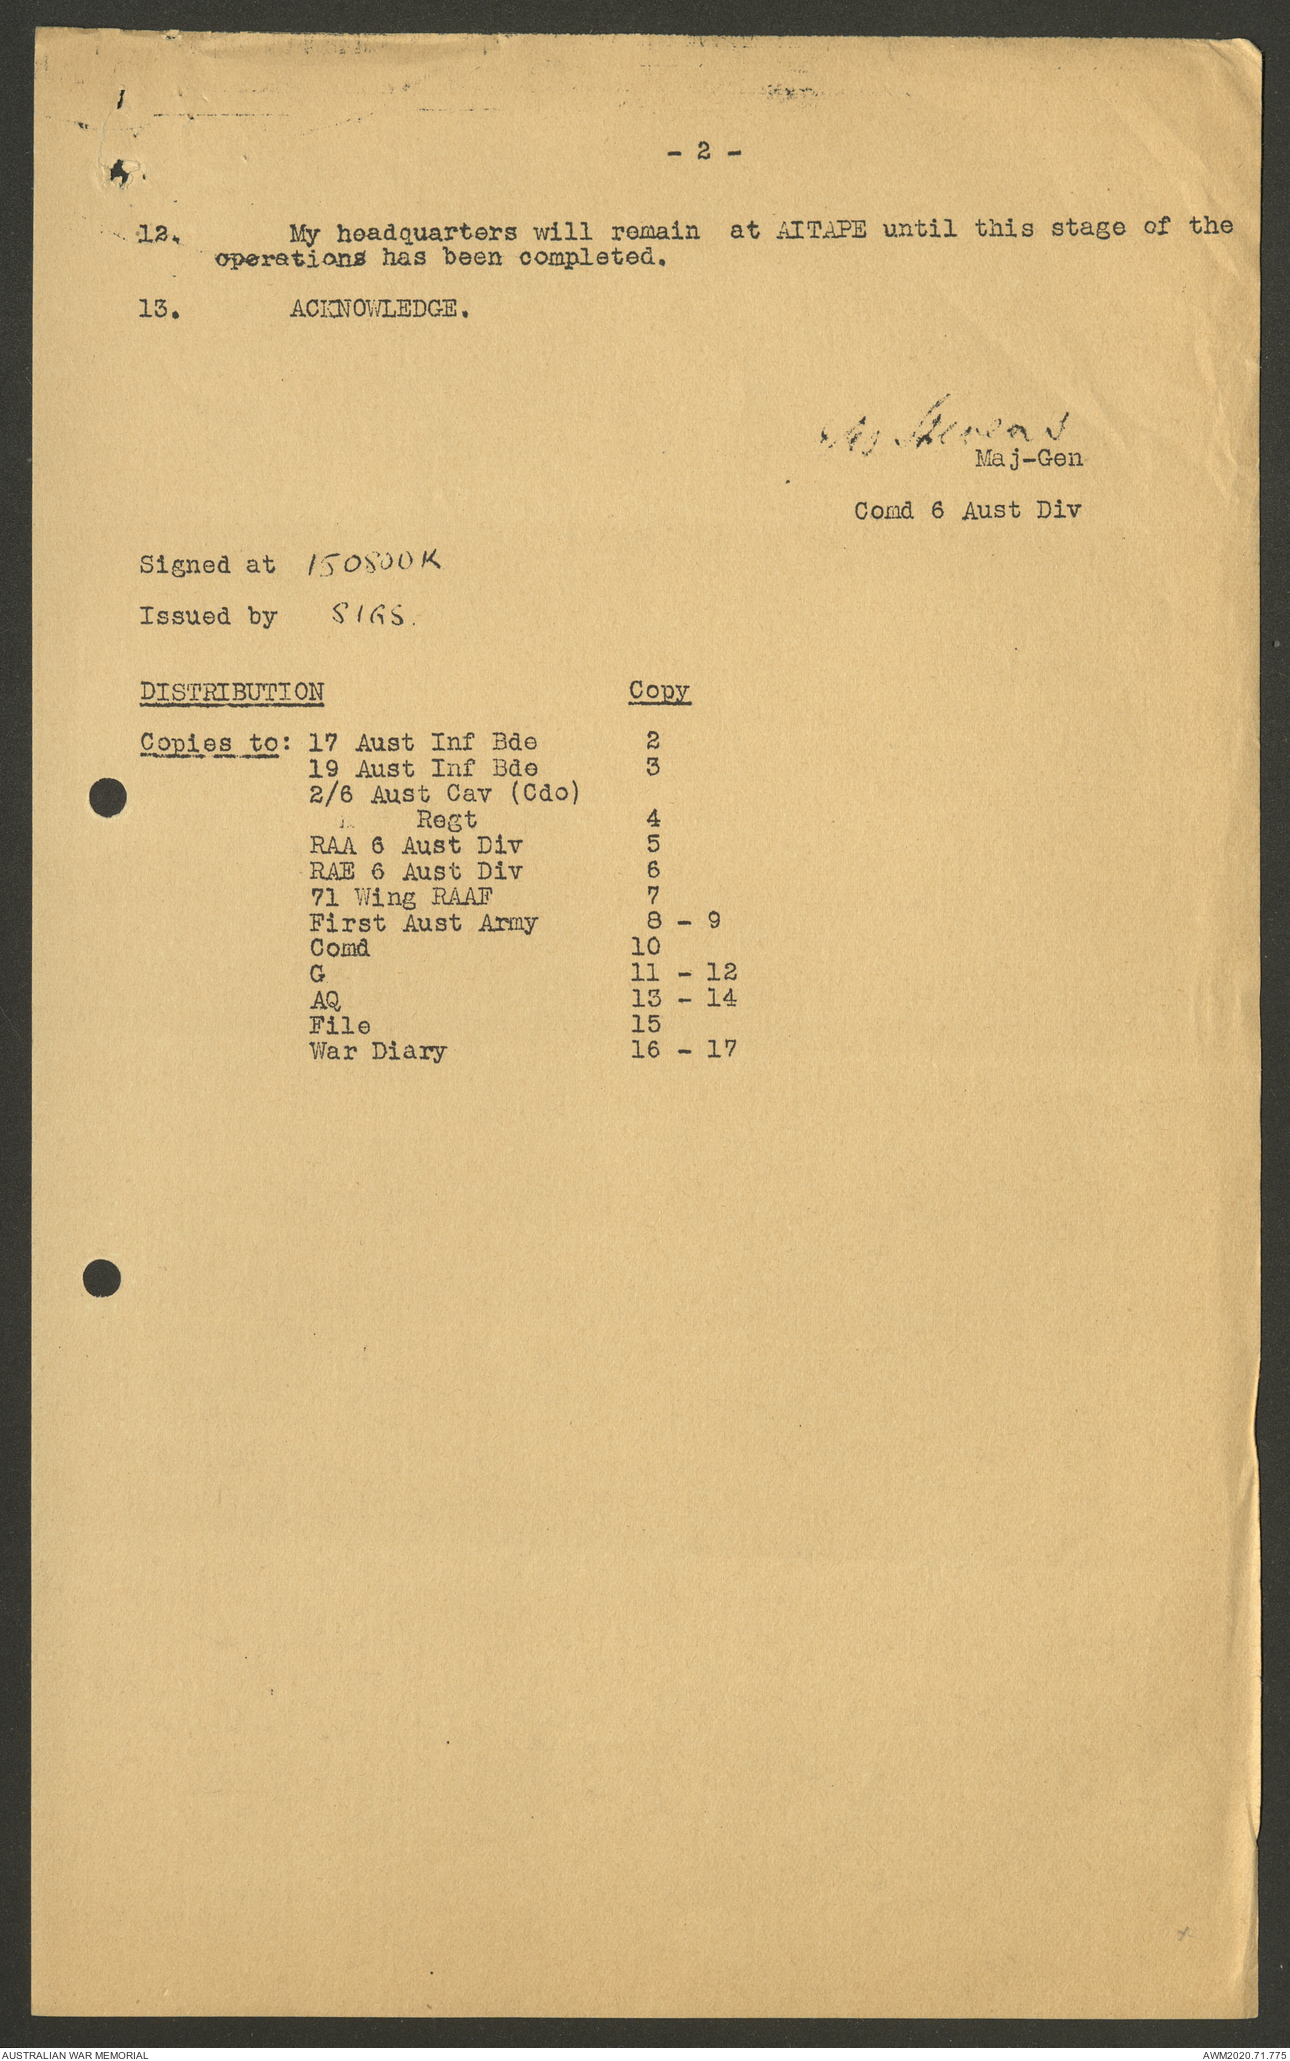 - 2 -
12. My headquarters will remain at AITAPE until this stage of the
operations has been completed.
13. ACKNOWLEDGE.
Stevens
Maj-Gen
Comd 6 Aust Div
Signed at 150800K
Issued by SIGS.
DISTRIBUTION Copy
Copies to: 17 Aust Inf Bde 2
19 Aust Inf Bde 3
2/6 Aust Cav (Cdo)
Regt 4
RAA 6 Aust Div 5
RAE 6 Aust Div 6
71 Wing RAAF 7
First Aust Army 8 - 9
Comd 10
G 11 - 12
AQ 13 - 14
File 15
War Diary 16 - 17
AUSTRALIAN WAR MEMORIAL AWM2020.71.775